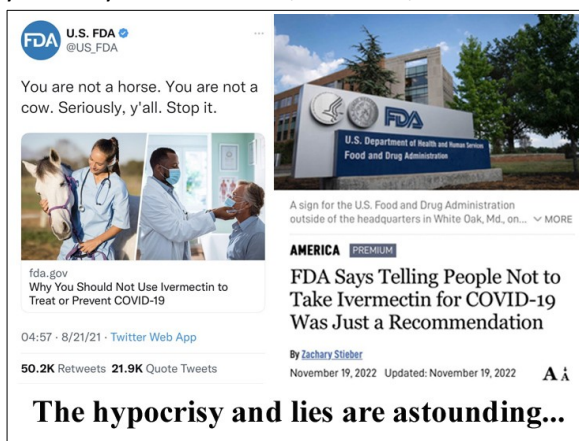 FDA
U.S. FDA
@US_FDA
...
You are not a horse. You are not a
cow. Seriously, y'all. Stop it.
fda.gov
Why You Should Not Use Ivermectin to
Treat or Prevent COVID-19
04:57 · 8/21/21 · Twitter Web App
50.2K Retweets 21.9K Quote Tweets
FDA
U.S. Department of Health and Human Services
Food and Drug Administration
A sign for the U.S. Food and Drug Administration
outside of the headquarters in White Oak, Md., on... MORE
AMERICA PREMIUM
FDA Says Telling People Not to
Take Ivermectin for COVID-19
Was Just a Recommendation
By Zachary Stieber
November 19, 2022 Updated: November 19, 2022 A A
The hypocrisy and lies are astounding...